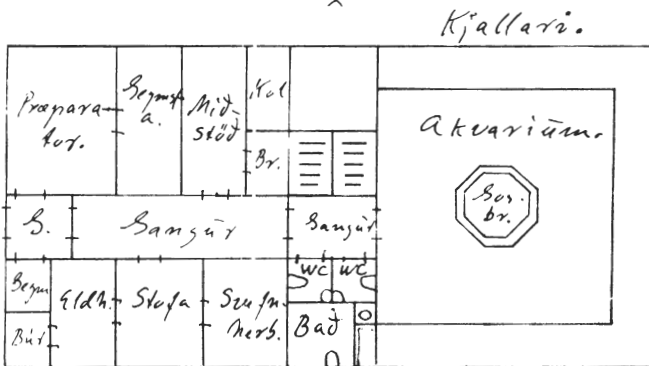 Kjallari.
Præpara-
tor.
Geymsl
a.
Mið-
stöð
Kol
Br.
Akvarium.
Gos.
br.
G.
Gangur
Gangur
WC
WC
Geym
Eldh.
Stofa
Svefn-
herb.
Bað
Búr